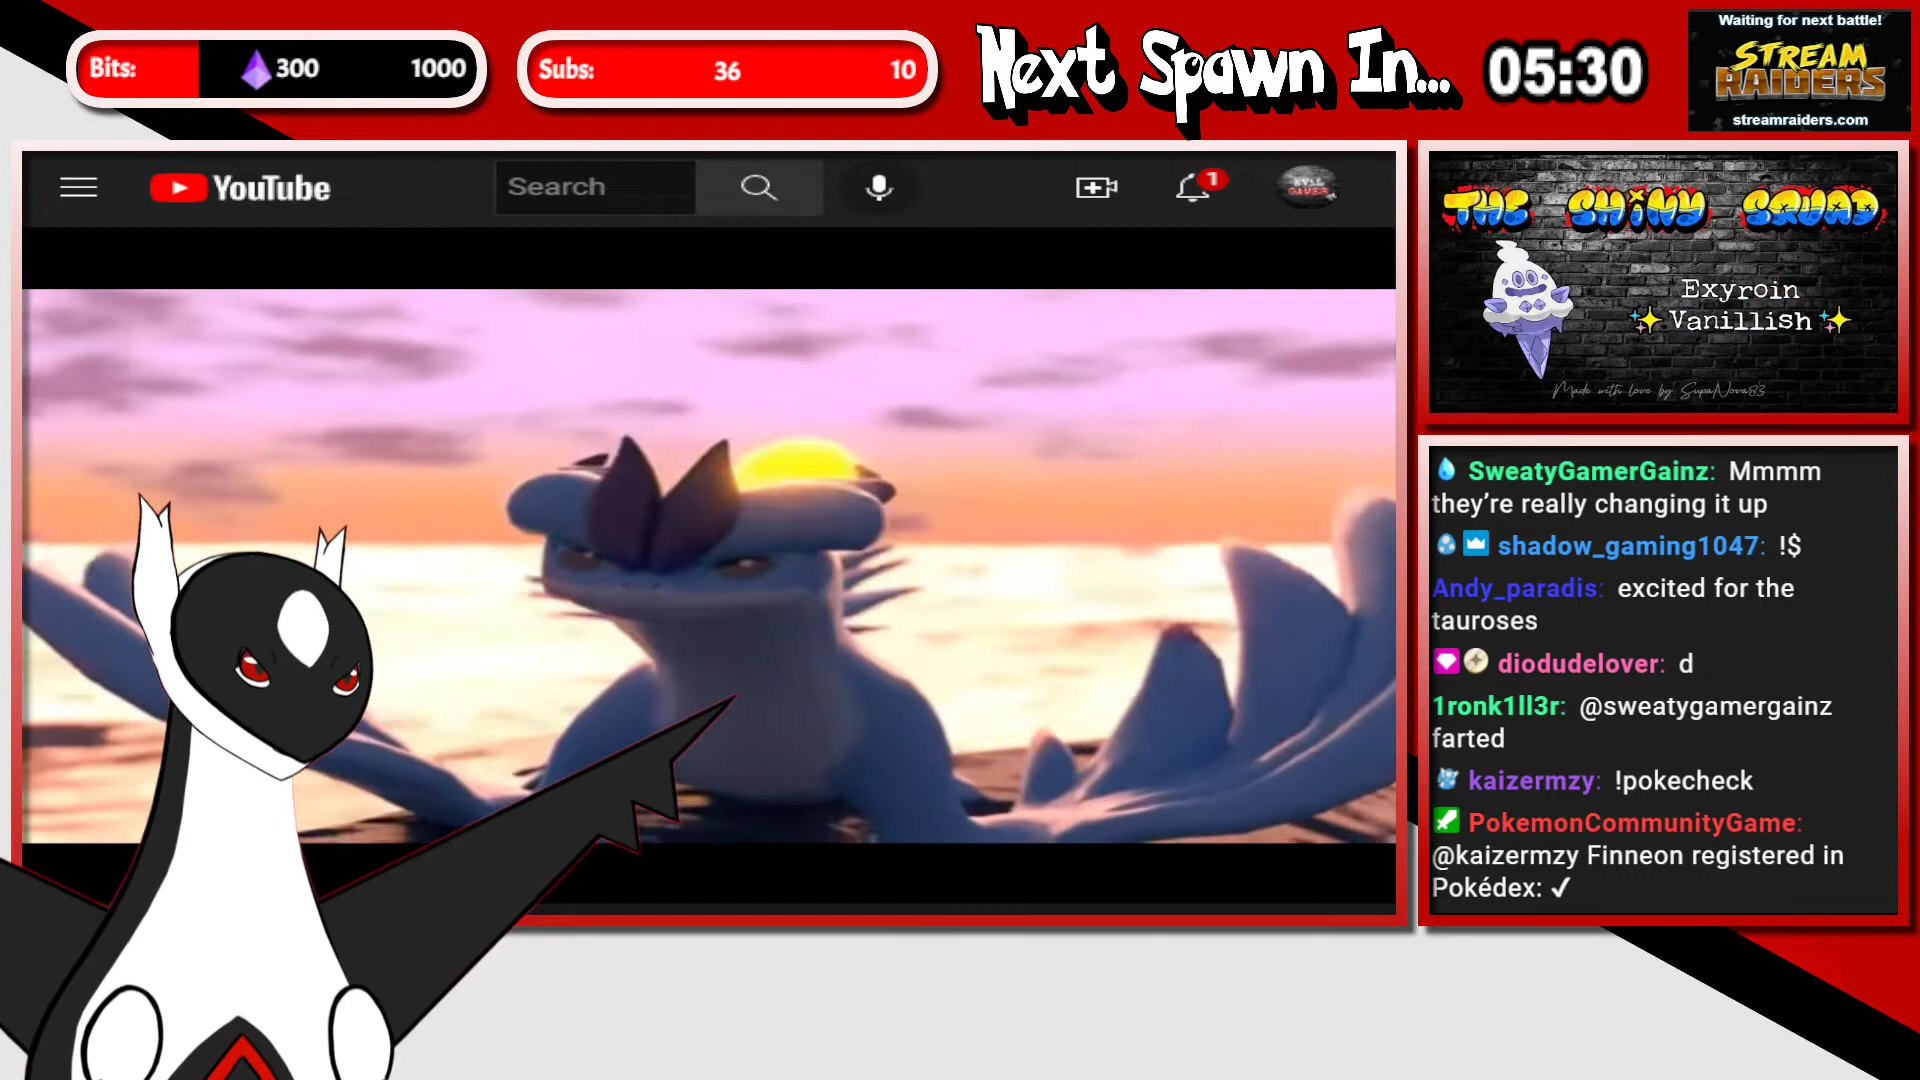 Bits: 300 1000
Subs: 36 10
Next Spawn In... 05:30
Waiting for next battle!
STREAM
RAIDERS
streamraiders.com
YouTube
Search
1
THE SHiNY SQUAD
Exyroin
Vanillish
Made with love by SupaNova83
SweatyGamerGainz: Mmmm
they’re really changing it up
shadow_gaming1047: !$
Andy_paradis: excited for the
tauroses
diodudelover: d
1ronk1ll3r: @sweatygamergainz
farted
kaizermzy: !pokecheck
PokemonCommunityGame:
@kaizermzy Finneon registered in
Pokédex: ✓